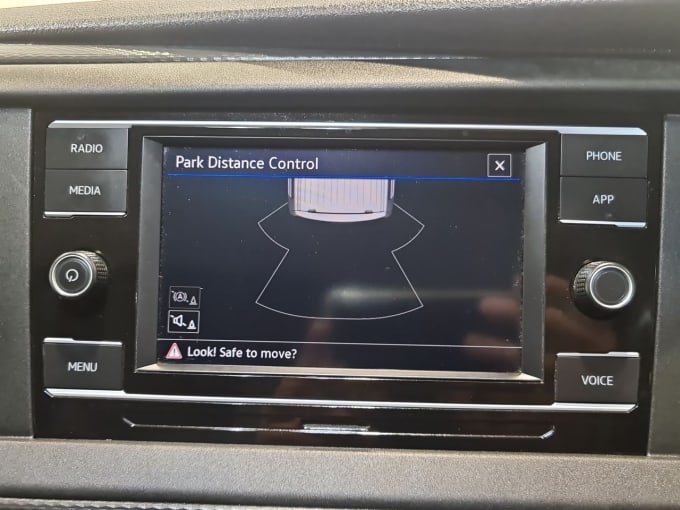 RADIO
MEDIA
MENU
Park Distance Control
X
Look! Safe to move?
PHONE
APP
VOICE